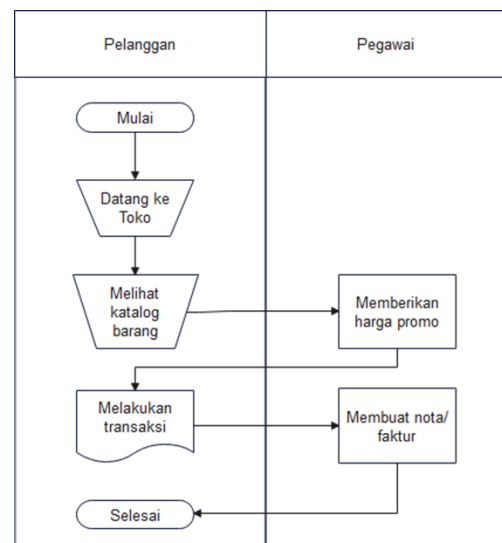 Pelanggan
Pegawai
Mulai
Datang ke
Toko
Melihat
katalog
barang
Memberikan
harga promo
Melakukan
transaksi
Membuat nota/
faktur
Selesai